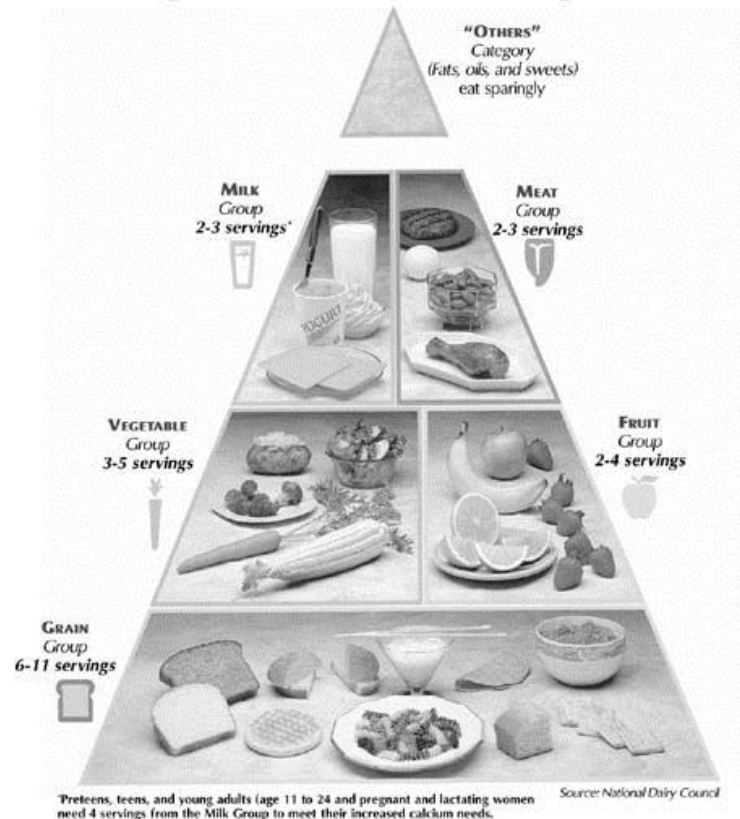 "OTHERS"
Category
(Fats, oils, and sweets)
eat sparingly
MILK
Group
2-3 servings*
MEAT
Group
2-3 servings
YOGURT
VEGETABLE
Group
3-5 servings
FRUIT
Group
2-4 servings
GRAIN
Group
6-11 servings
*Preteens, teens, and young adults (age 11 to 24 and pregnant and lactating women
need 4 servings from the Milk Group to meet their increased calcium needs.
Source: National Dairy Council